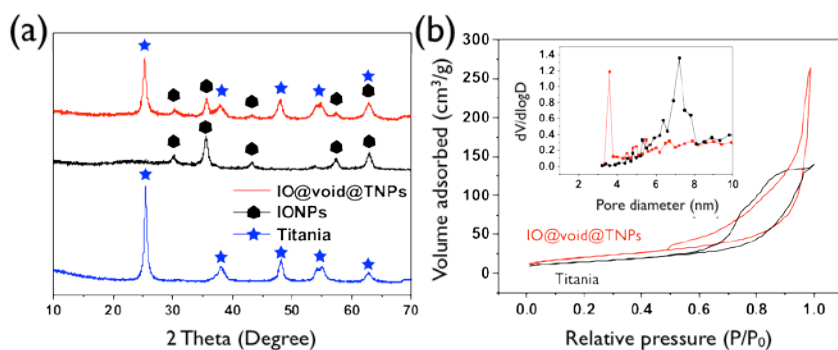 (a)
IO@void@TNPs
IONPs
Titania
10 20 30 40 50 60 70
2 Theta (Degree)
(b)
300
250
200
150
100
50
0
Volume adsorbed (cm³/g)
1.4
1.2
1.0
0.8
0.6
0.4
0.2
0.0
dV/dlogD
2 4 6 8 10
Pore diameter (nm)
IO@void@TNPs
Titania
0.0 0.2 0.4 0.6 0.8 1.0
Relative pressure (P/P₀)